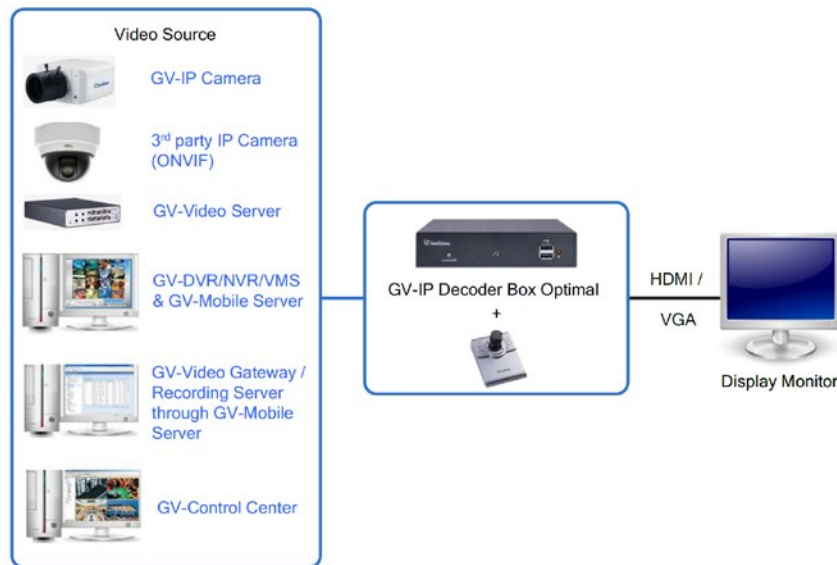 Video Source
GV-IP Camera
3rd party IP Camera
(ONVIF)
GV-Video Server
GV-DVR/NVR/VMS
& GV-Mobile Server
GV-Video Gateway /
Recording Server
through GV-Mobile
Server
GV-Control Center
GeoVision
GV-IP Decoder Box Optimal
+
HDMI /
VGA
Display Monitor